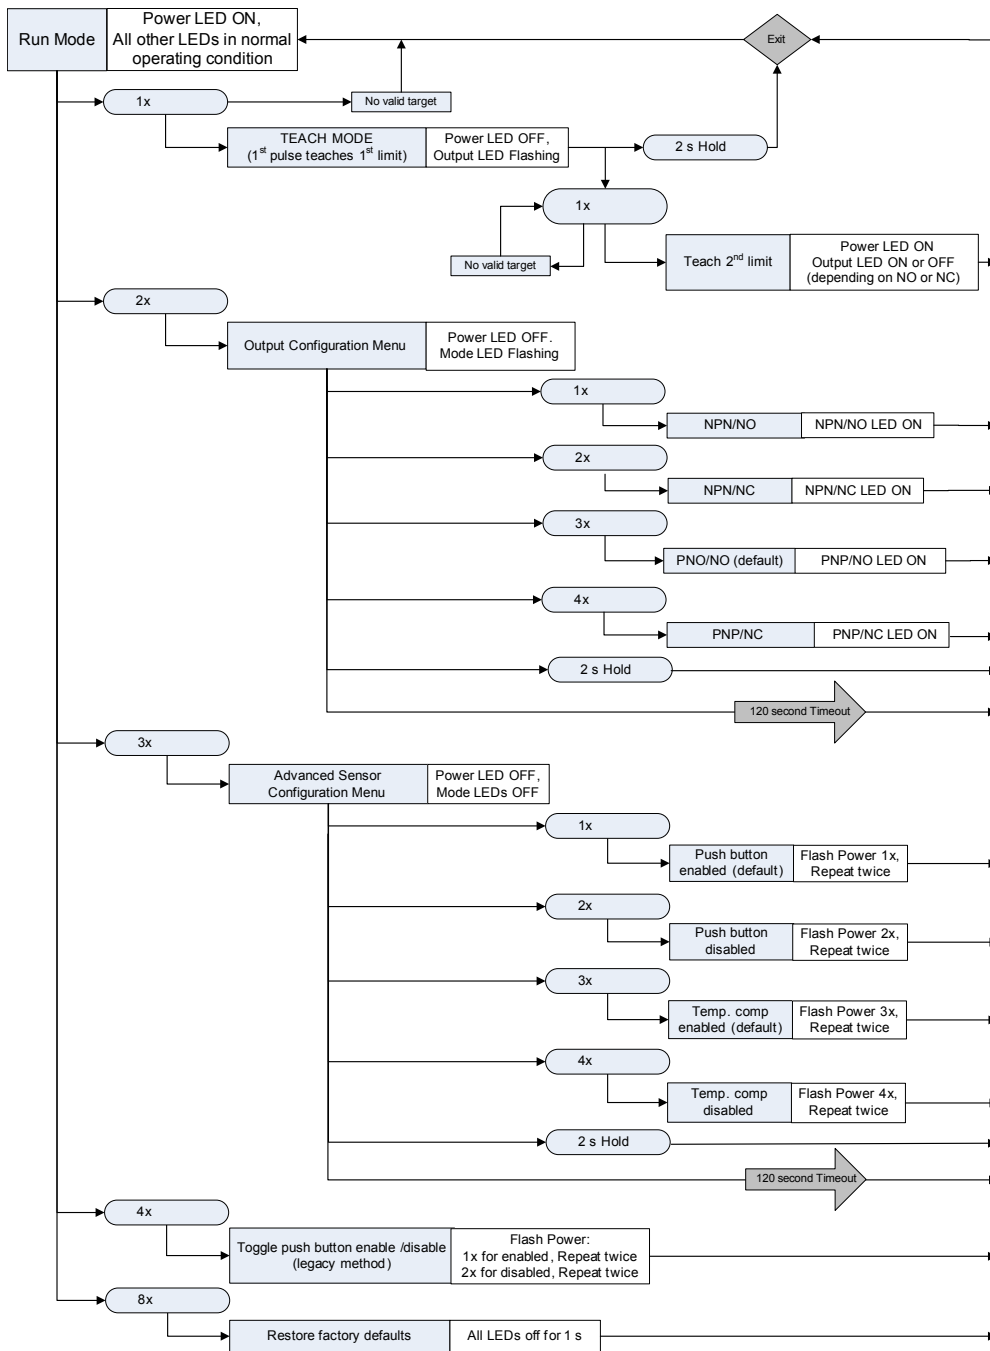 Run Mode
Power LED ON,
All other LEDs in normal
operating condition
Exit
1x
No valid target
TEACH MODE
(1st pulse teaches 1st limit)
Power LED OFF,
Output LED Flashing
2 s Hold
1x
No valid target
Teach 2nd limit
Power LED ON
Output LED ON or OFF
(depending on NO or NC)
2x
Output Configuration Menu
Power LED OFF.
Mode LED Flashing
1x
NPN/NO
NPN/NO LED ON
2x
NPN/NC
NPN/NC LED ON
3x
PNO/NO (default)
PNP/NO LED ON
4x
PNP/NC
PNP/NC LED ON
2 s Hold
120 second Timeout
3x
Advanced Sensor
Configuration Menu
Power LED OFF,
Mode LEDs OFF
1x
Push button
enabled (default)
Flash Power 1x,
Repeat twice
2x
Push button
disabled
Flash Power 2x,
Repeat twice
3x
Temp. comp
enabled (default)
Flash Power 3x,
Repeat twice
4x
Temp. comp
disabled
Flash Power 4x,
Repeat twice
2 s Hold
120 second Timeout
4x
Toggle push button enable /disable
(legacy method)
Flash Power:
1x for enabled, Repeat twice
2x for disabled, Repeat twice
8x
Restore factory defaults
All LEDs off for 1 s